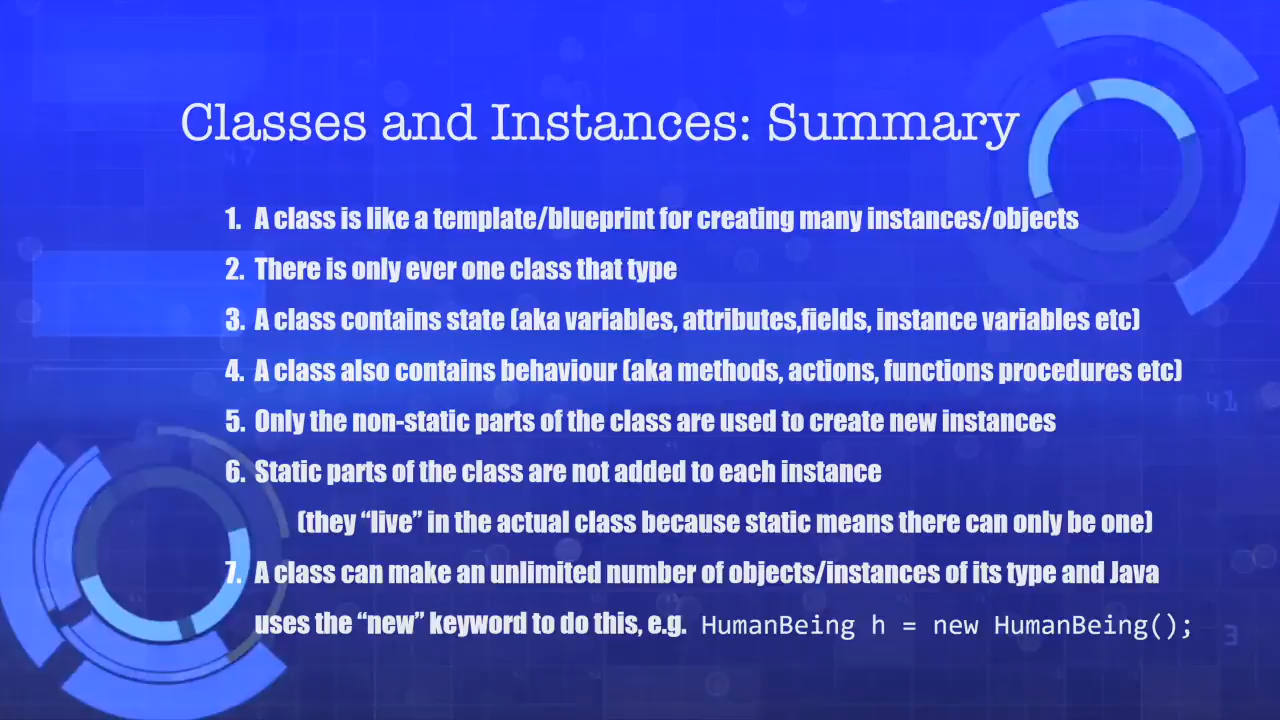 Classes and Instances: Summary
1. A class is like a template/blueprint for creating many instances/objects
2. There is only ever one class that type
3. A class contains state (aka variables, attributes,fields, instance variables etc)
4. A class also contains behaviour (aka methods, actions, functions procedures etc)
5. Only the non-static parts of the class are used to create new instances
6. Static parts of the class are not added to each instance
(they “live” in the actual class because static means there can only be one)
7. A class can make an unlimited number of objects/instances of its type and Java
uses the “new” keyword to do this, e.g. HumanBeing h = new HumanBeing();
47
41
3